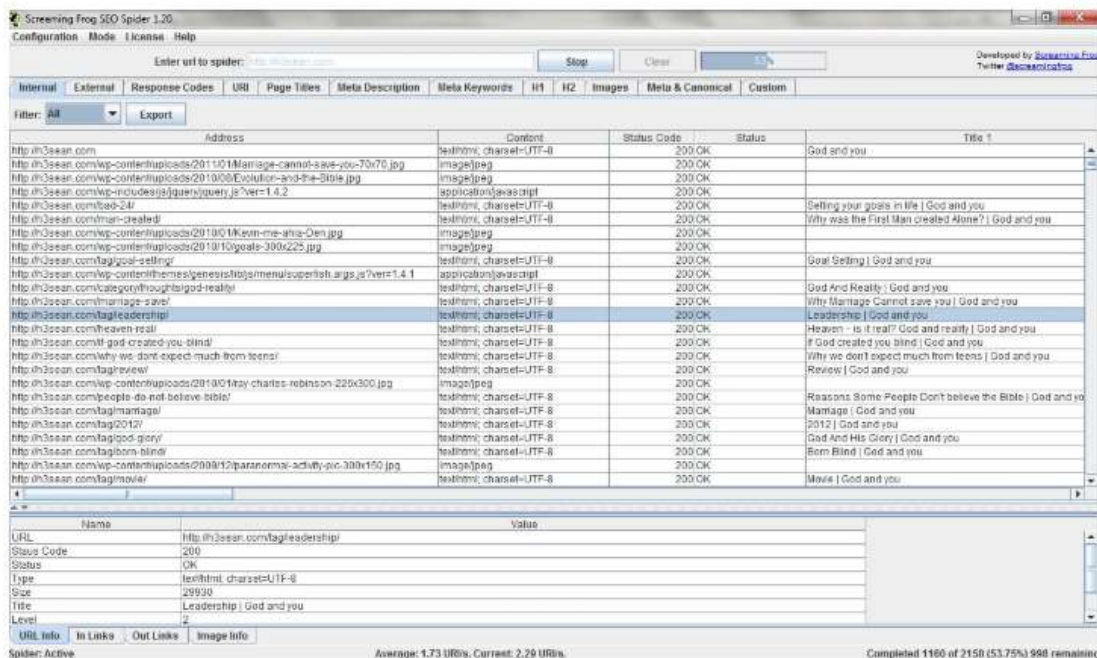 Screaming Frog SEO Spider 1.20
Configuration Mode License Help
Enter url to spider: http://h3sean.com Stop Clear 53%
Developed by Screaming Frog
Twitter @screamingfrog
Internal External Response Codes URI Page Titles Meta Description Meta Keywords H1 H2 Images Meta & Canonical Custom
Filter: All Export
Address Content Status Code Status Title 1
http://h3sean.com text/html; charset=UTF-8 200 OK God and you
http://h3sean.com/wp-content/uploads/2011/01/Marriage-cannot-save-you-70x70.jpg image/jpeg 200 OK
http://h3sean.com/wp-content/uploads/2010/08/Evolution-and-the-Bible.jpg image/jpeg 200 OK
http://h3sean.com/wp-includes/js/jquery/jquery.js?ver=1.4.2 application/javascript 200 OK
http://h3sean.com/bad-24/ text/html; charset=UTF-8 200 OK Setting your goals in life | God and you
http://h3sean.com/man-created/ text/html; charset=UTF-8 200 OK Why was the First Man created Alone? | God and you
http://h3sean.com/wp-content/uploads/2010/01/Kevin-me-ahia-Den.jpg image/jpeg 200 OK
http://h3sean.com/wp-content/uploads/2010/10/goals-300x225.jpg image/jpeg 200 OK
http://h3sean.com/tag/goal-setting/ text/html; charset=UTF-8 200 OK Goal Setting | God and you
http://h3sean.com/wp-content/themes/genesis/lib/js/menu/superfish.args.js?ver=1.4.1 application/javascript 200 OK
http://h3sean.com/category/thoughts/god-reality/ text/html; charset=UTF-8 200 OK God And Reality | God and you
http://h3sean.com/marriage-save/ text/html; charset=UTF-8 200 OK Why Marriage Cannot save you | God and you
http://h3sean.com/tag/leadership/ text/html; charset=UTF-8 200 OK Leadership | God and you
http://h3sean.com/heaven-real/ text/html; charset=UTF-8 200 OK Heaven - is it real? God and reality | God and you
http://h3sean.com/if-god-created-you-blind/ text/html; charset=UTF-8 200 OK If God created you blind | God and you
http://h3sean.com/why-we-dont-expect-much-from-teens/ text/html; charset=UTF-8 200 OK Why we don't expect much from teens | God and you
http://h3sean.com/tag/review/ text/html; charset=UTF-8 200 OK Review | God and you
http://h3sean.com/wp-content/uploads/2010/01/ray-charles-robinson-226x300.jpg image/jpeg 200 OK
http://h3sean.com/people-do-not-believe-bible/ text/html; charset=UTF-8 200 OK Reasons Some People Don't believe the Bible | God and yo
http://h3sean.com/tag/marriage/ text/html; charset=UTF-8 200 OK Marriage | God and you
http://h3sean.com/tag/2012/ text/html; charset=UTF-8 200 OK 2012 | God and you
http://h3sean.com/tag/god-glory/ text/html; charset=UTF-8 200 OK God And His Glory | God and you
http://h3sean.com/tag/born-blind/ text/html; charset=UTF-8 200 OK Born Blind | God and you
http://h3sean.com/wp-content/uploads/2009/12/paranormal-activity-pic-300x150.jpg image/jpeg 200 OK
http://h3sean.com/tag/movie/ text/html; charset=UTF-8 200 OK Movie | God and you
Name Value
URL http://h3sean.com/tag/leadership/
Staus Code 200
Status OK
Type text/html; charset=UTF-8
Size 29930
Title Leadership | God and you
Level 2
URL Info In Links Out Links Image Info
Spider: Active Average: 1.73 URI/s. Current: 2.29 URI/s. Completed 1160 of 2158 (53.75%) 998 remaining